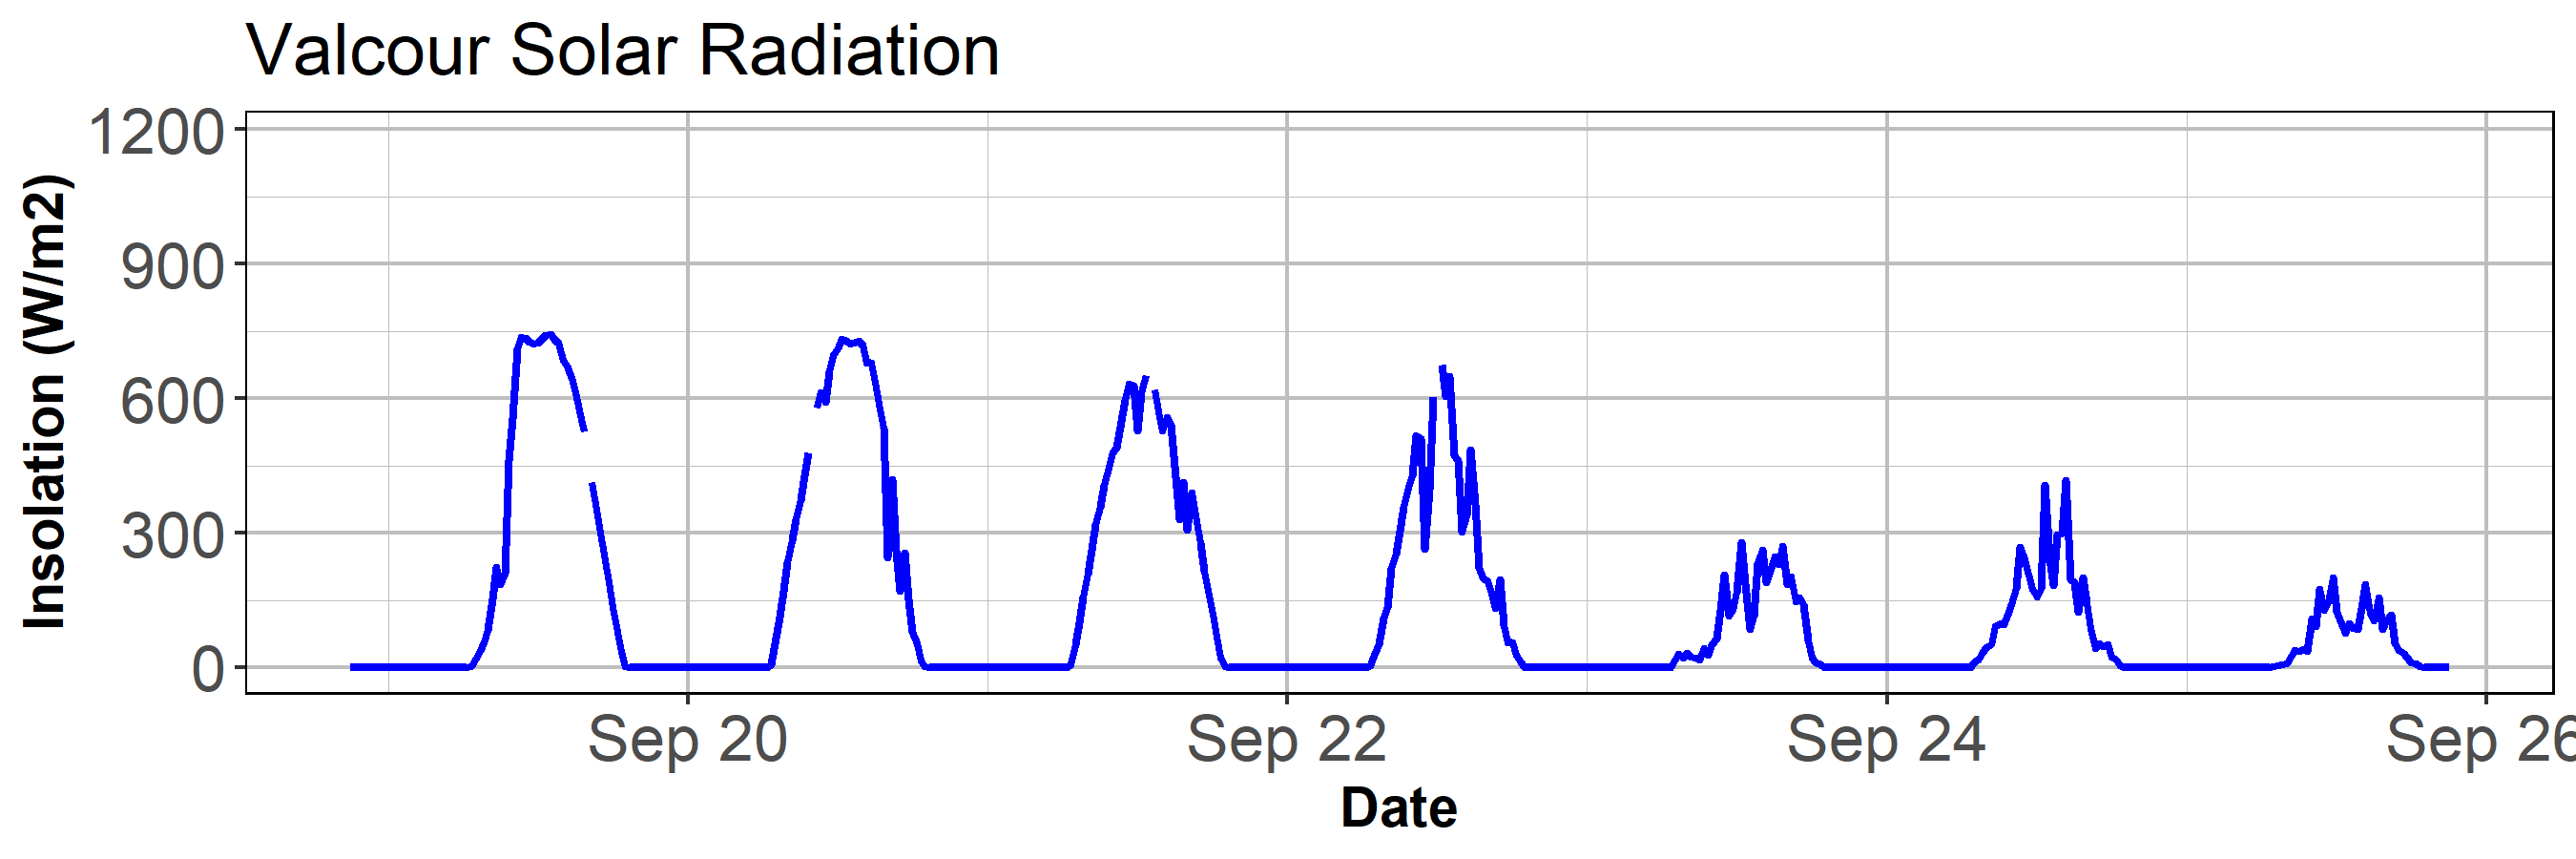 Valcour Solar Radiation
1200
900
600
300
0
Insolation (W/m2)
Sep 20
Sep 22
Sep 24
Sep 26
Date